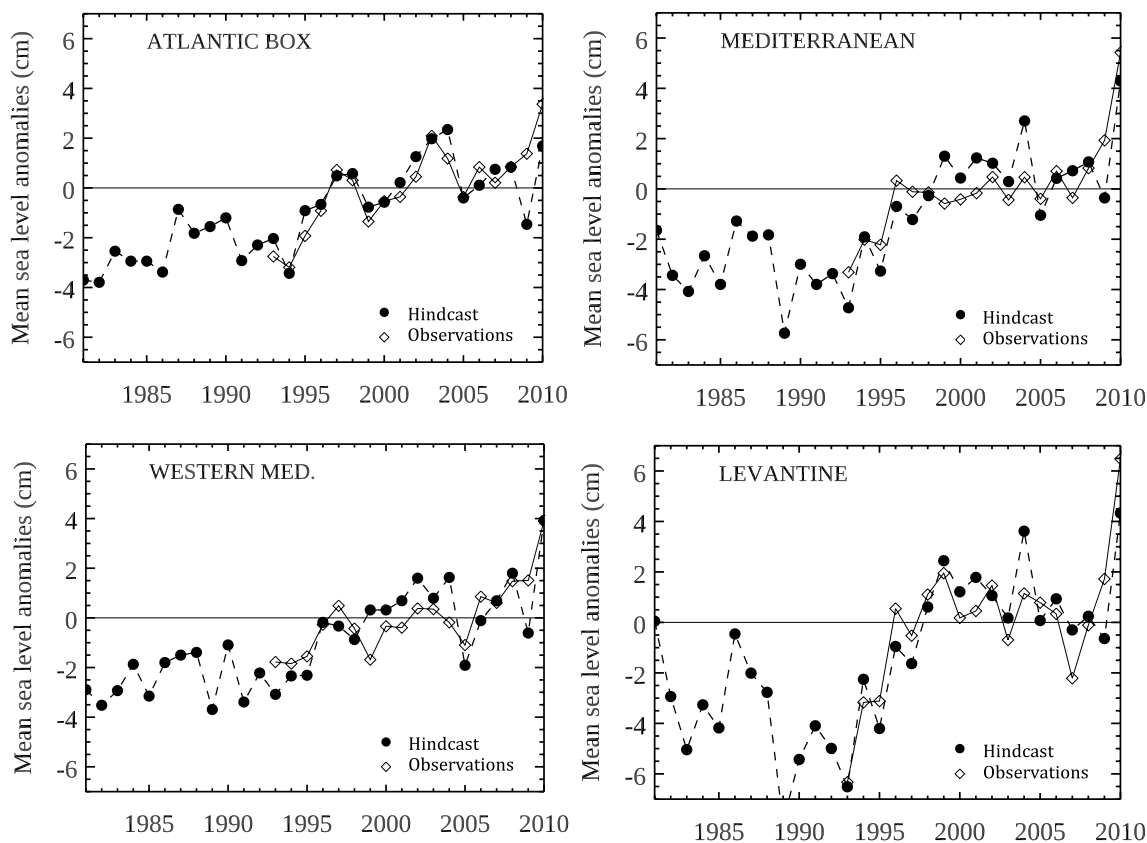 ATLANTIC BOX
Mean sea level anomalies (cm)
6
4
2
0
-2
-4
-6
Hindcast
Observations
1985 1990 1995 2000 2005 2010
MEDITERRANEAN
Mean sea level anomalies (cm)
6
4
2
0
-2
-4
-6
Hindcast
Observations
1985 1990 1995 2000 2005 2010
WESTERN MED.
Mean sea level anomalies (cm)
6
4
2
0
-2
-4
-6
Hindcast
Observations
1985 1990 1995 2000 2005 2010
LEVANTINE
Mean sea level anomalies (cm)
6
4
2
0
-2
-4
-6
Hindcast
Observations
1985 1990 1995 2000 2005 2010